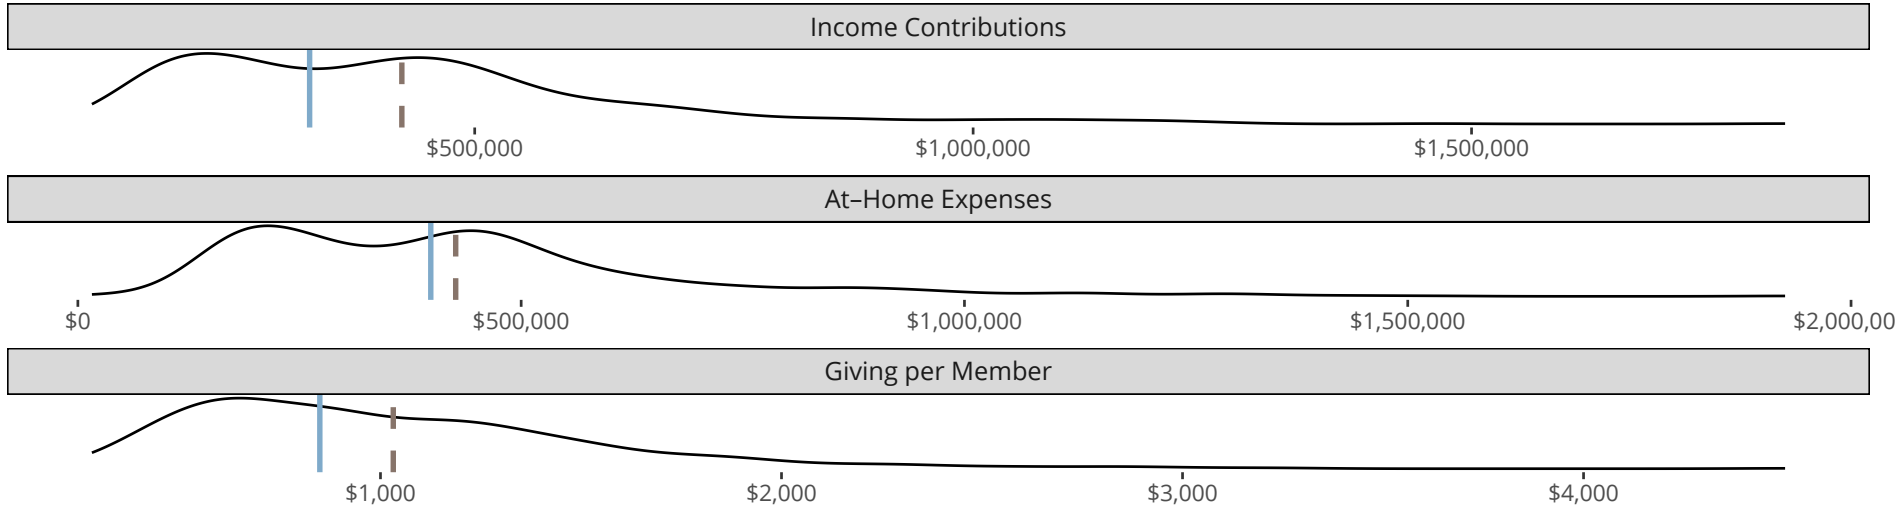 Income Contributions
$500,000 $1,000,000 $1,500,000
At–Home Expenses
$0 $500,000 $1,000,000 $1,500,000 $2,000,00
Giving per Member
$1,000 $2,000 $3,000 $4,000